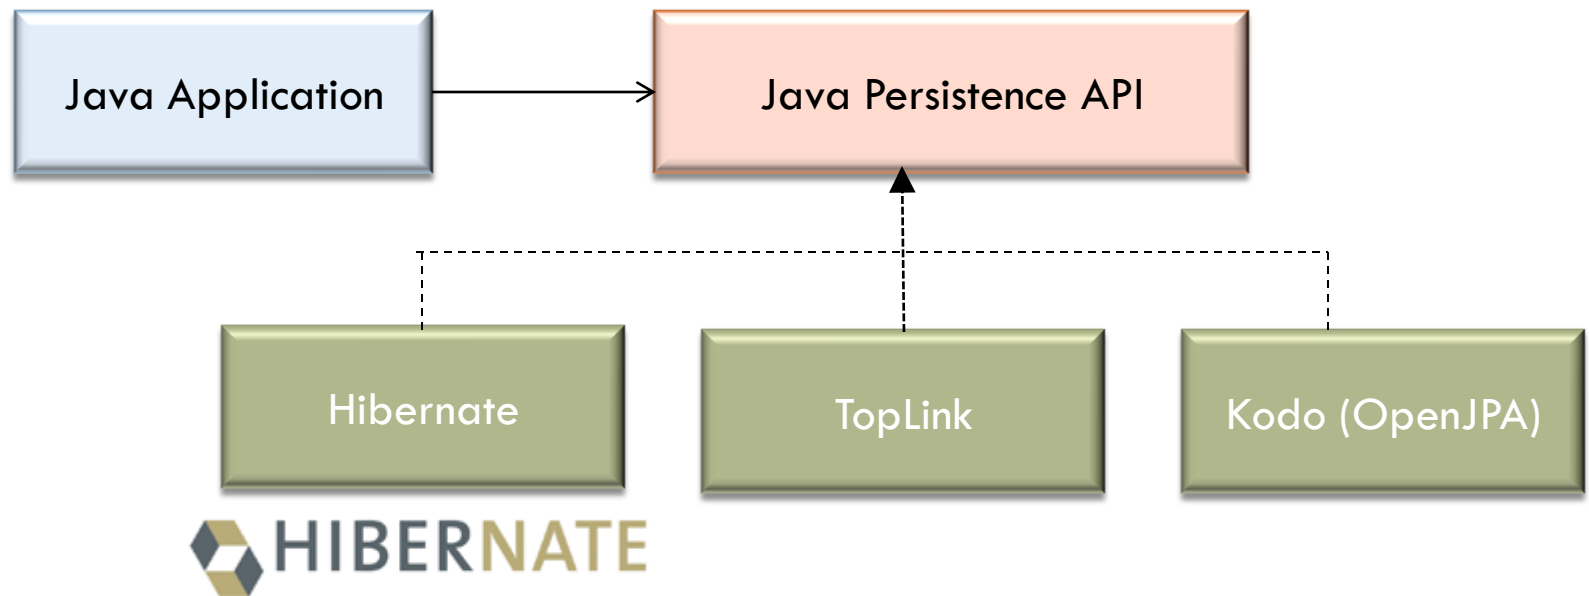 Java Application
Java Persistence API
Hibernate
TopLink
Kodo (OpenJPA)
HIBERNATE